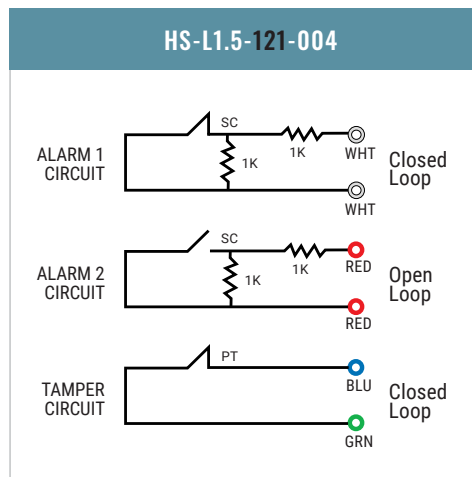 HS-L1.5-121-004
SC
1K
1K
WHT
WHT
ALARM 1
CIRCUIT
Closed
Loop
SC
1K
1K
RED
RED
ALARM 2
CIRCUIT
Open
Loop
PT
BLU
GRN
TAMPER
CIRCUIT
Closed
Loop